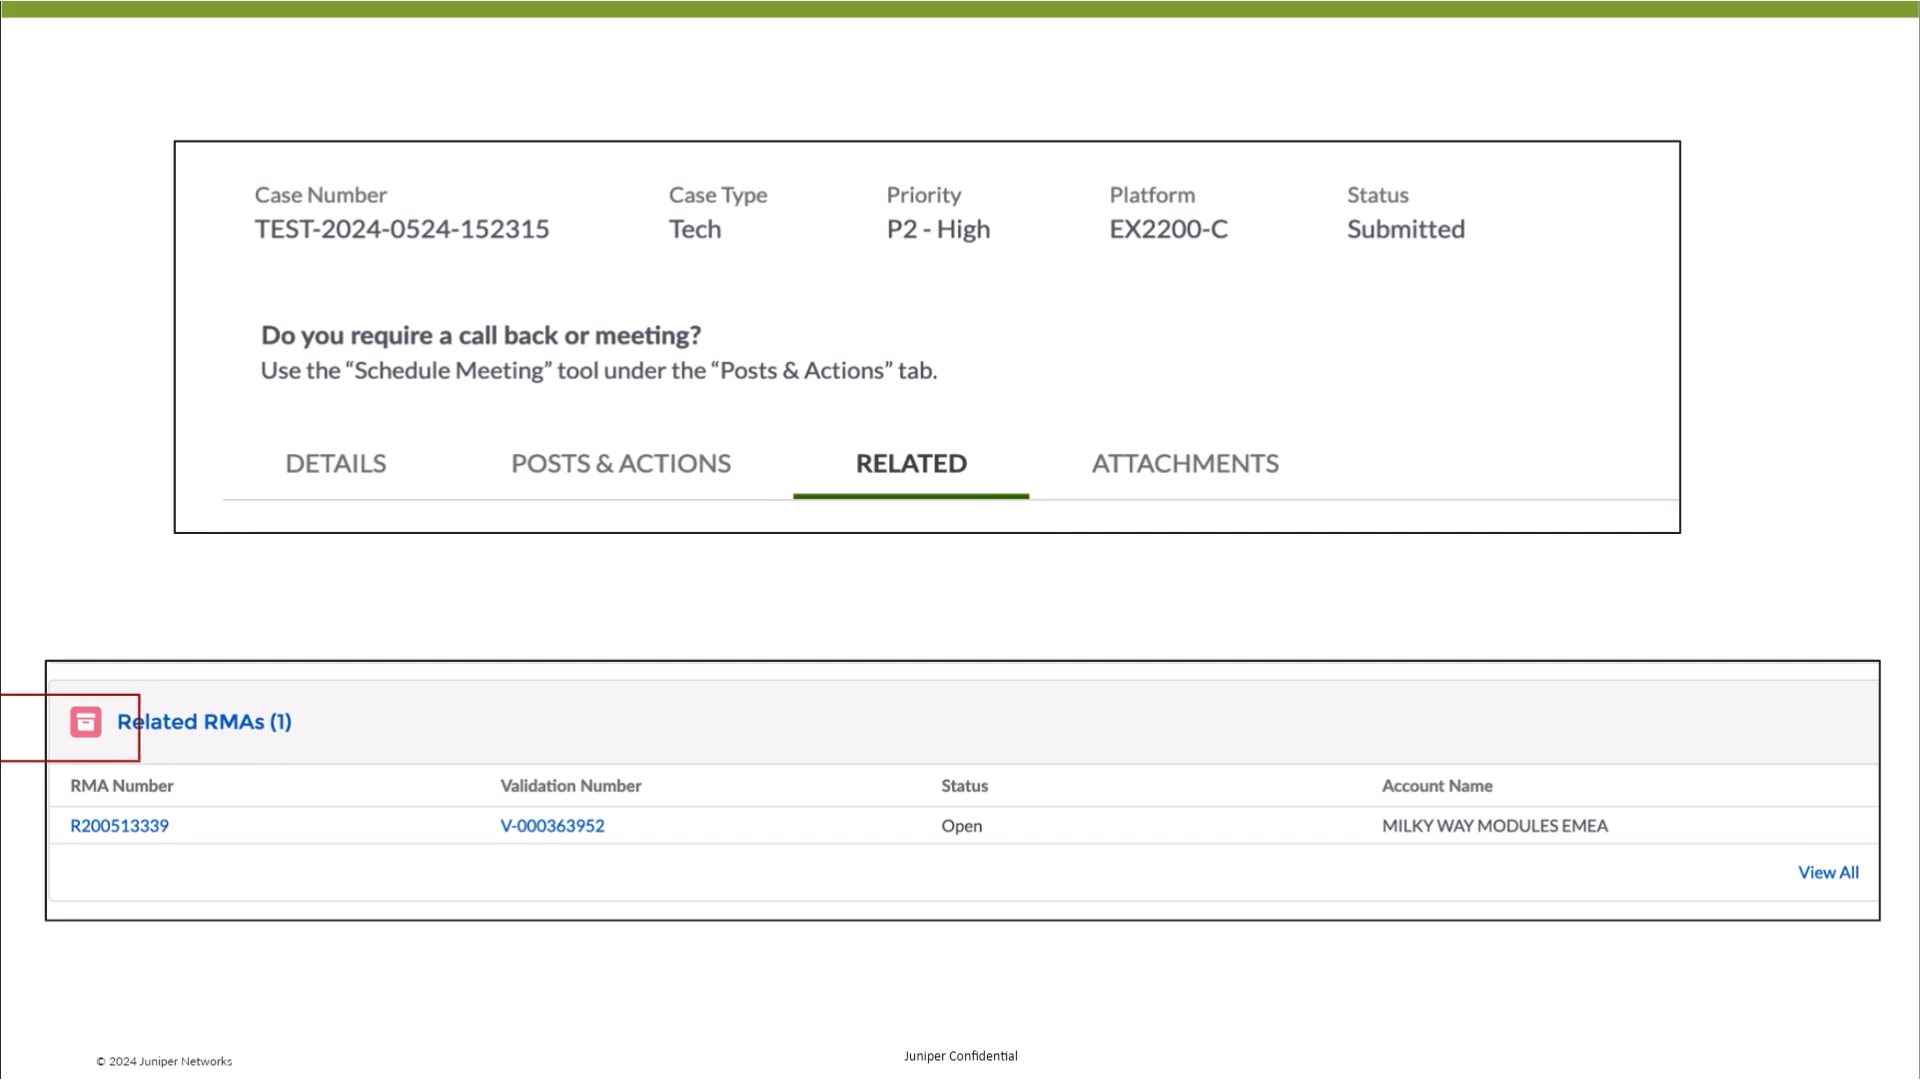 Case Number Case Type Priority Platform Status
TEST-2024-0524-152315 Tech P2 - High EX2200-C Submitted
Do you require a call back or meeting?
Use the “Schedule Meeting” tool under the “Posts & Actions” tab.
DETAILS POSTS & ACTIONS RELATED ATTACHMENTS
Related RMAs (1)
RMA Number Validation Number Status Account Name
R200513339 V-000363952 Open MILKY WAY MODULES EMEA
View All
© 2024 Juniper Networks
Juniper Confidential